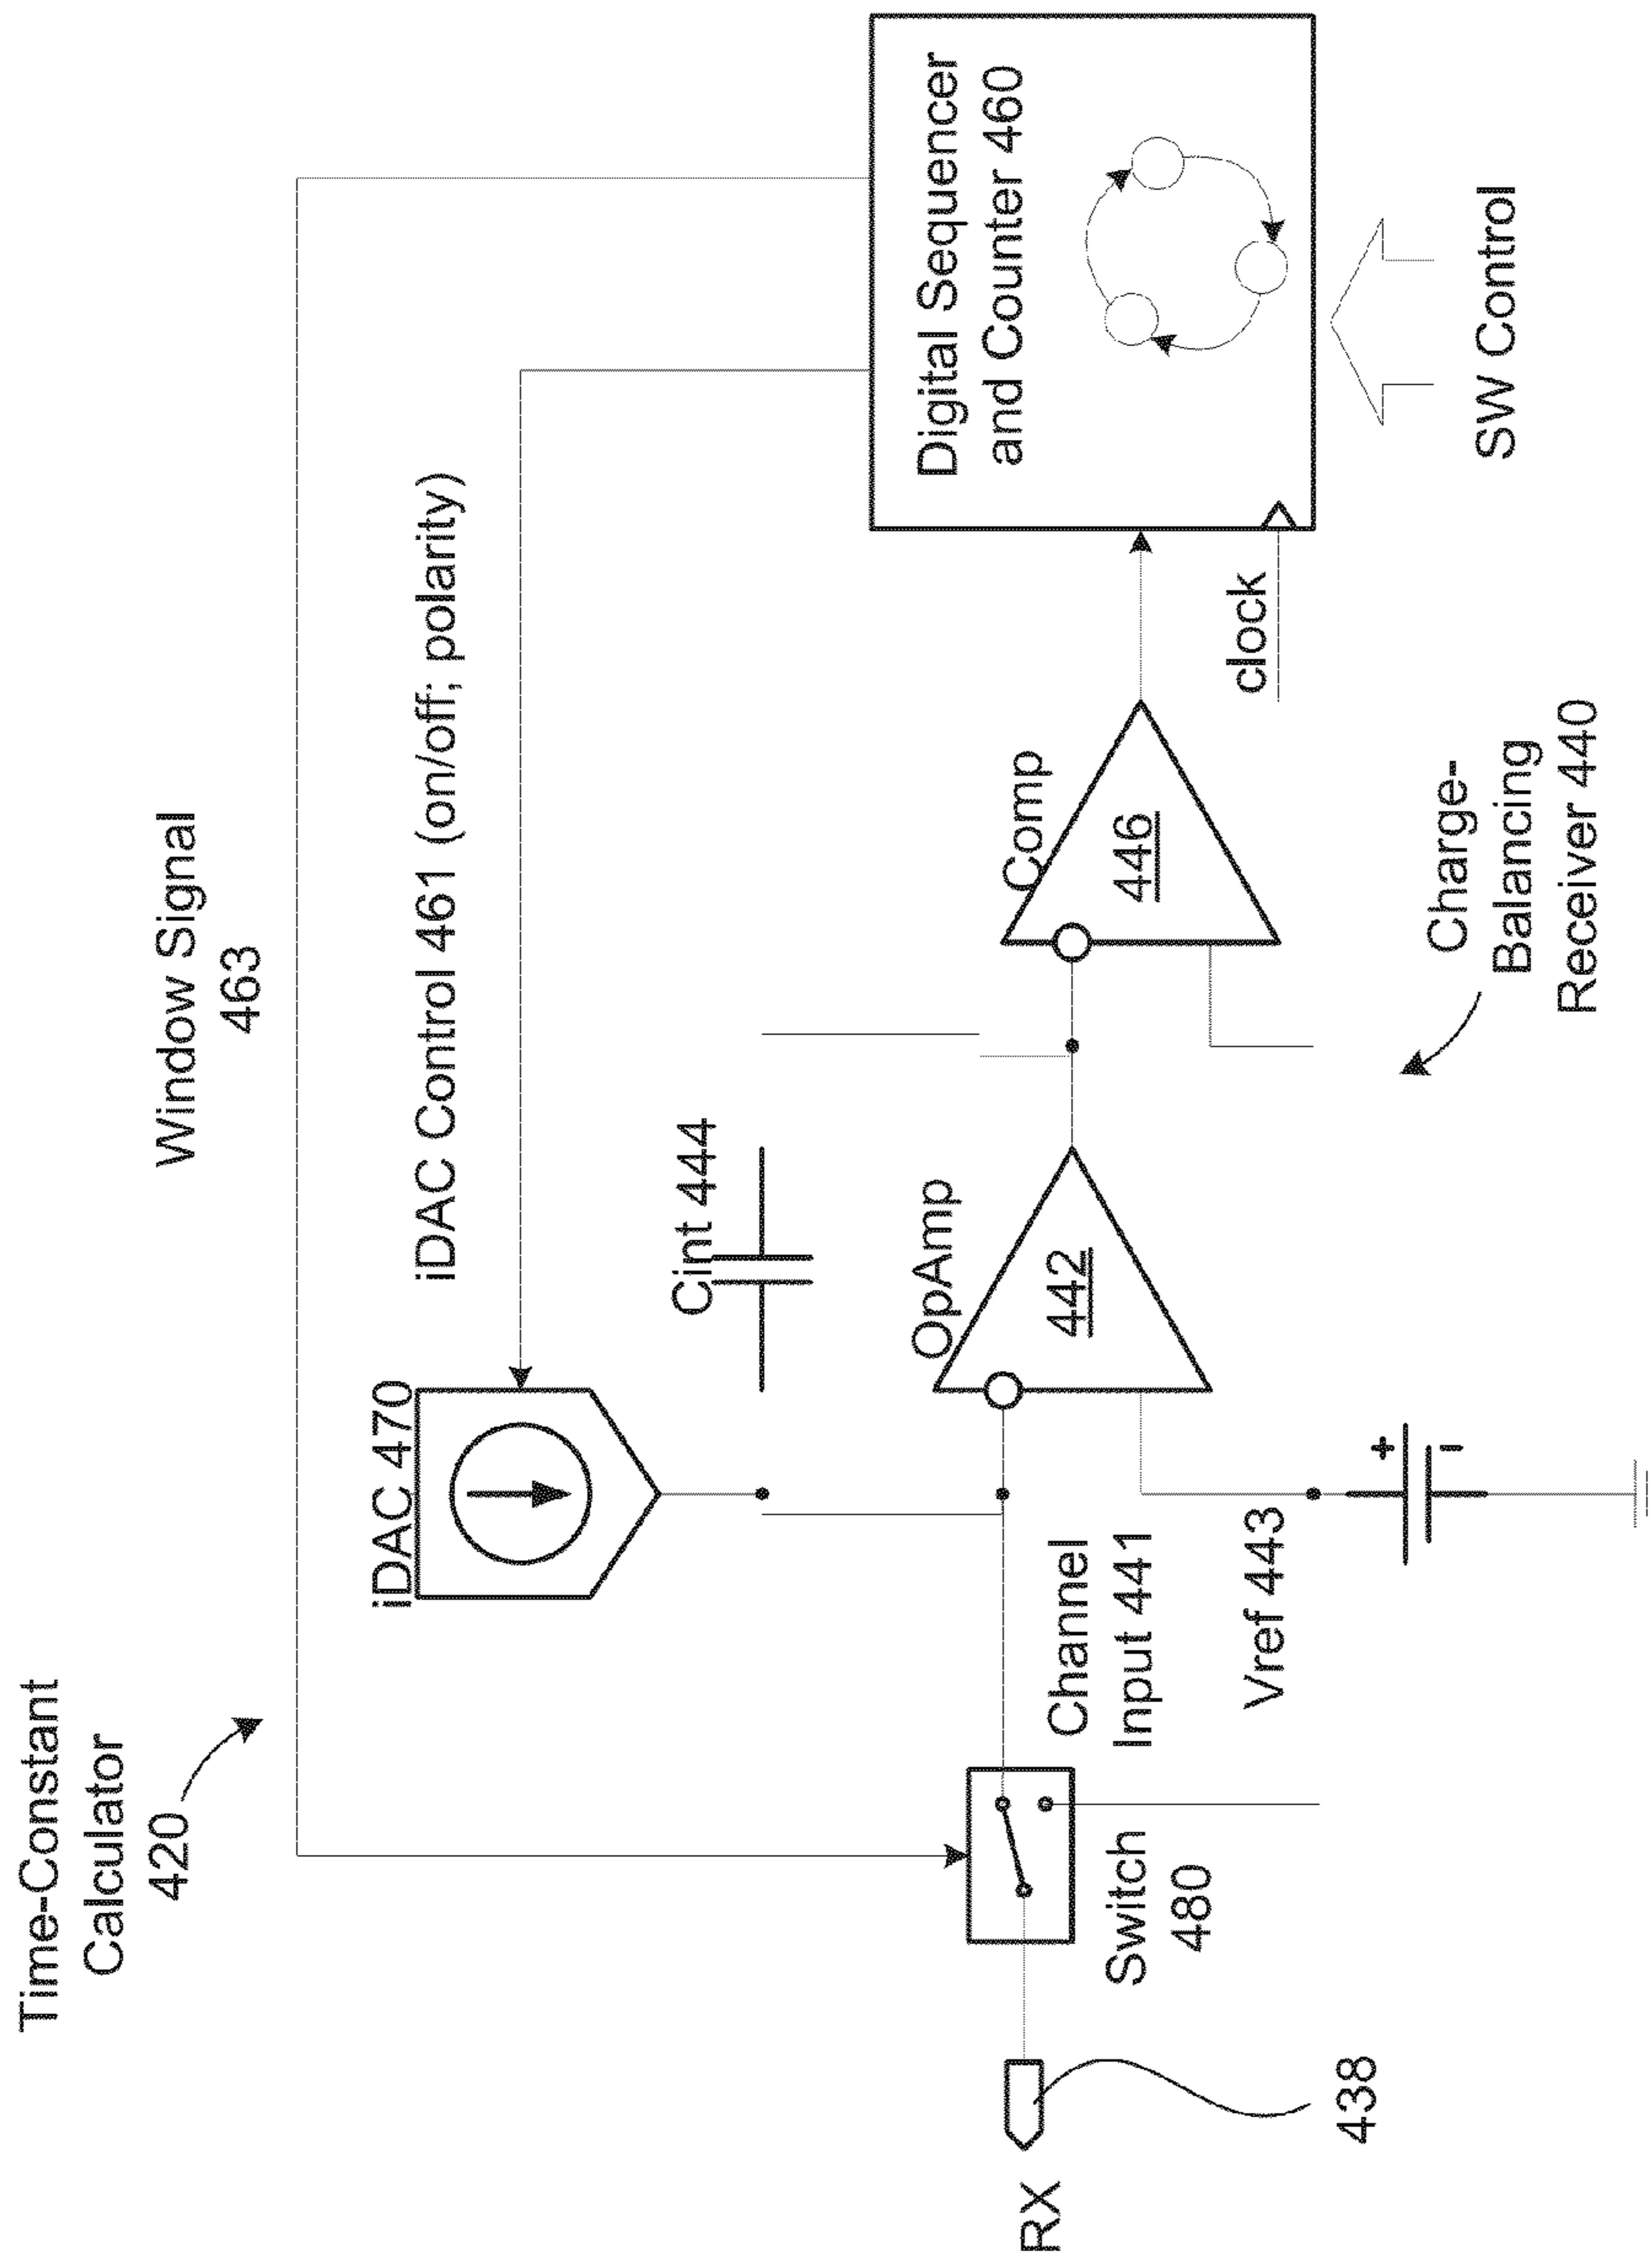 Time-Constant
Calculator
420
Window Signal
463
iDAC Control 461 (on/off; polarity)
iDAC 470
Cint 444
OpAmp
442
Comp
446
Digital Sequencer
and Counter 460
clock
SW Control
RX
438
Switch
480
Channel
Input 441
Vref 443
+
−
Charge-
Balancing
Receiver 440